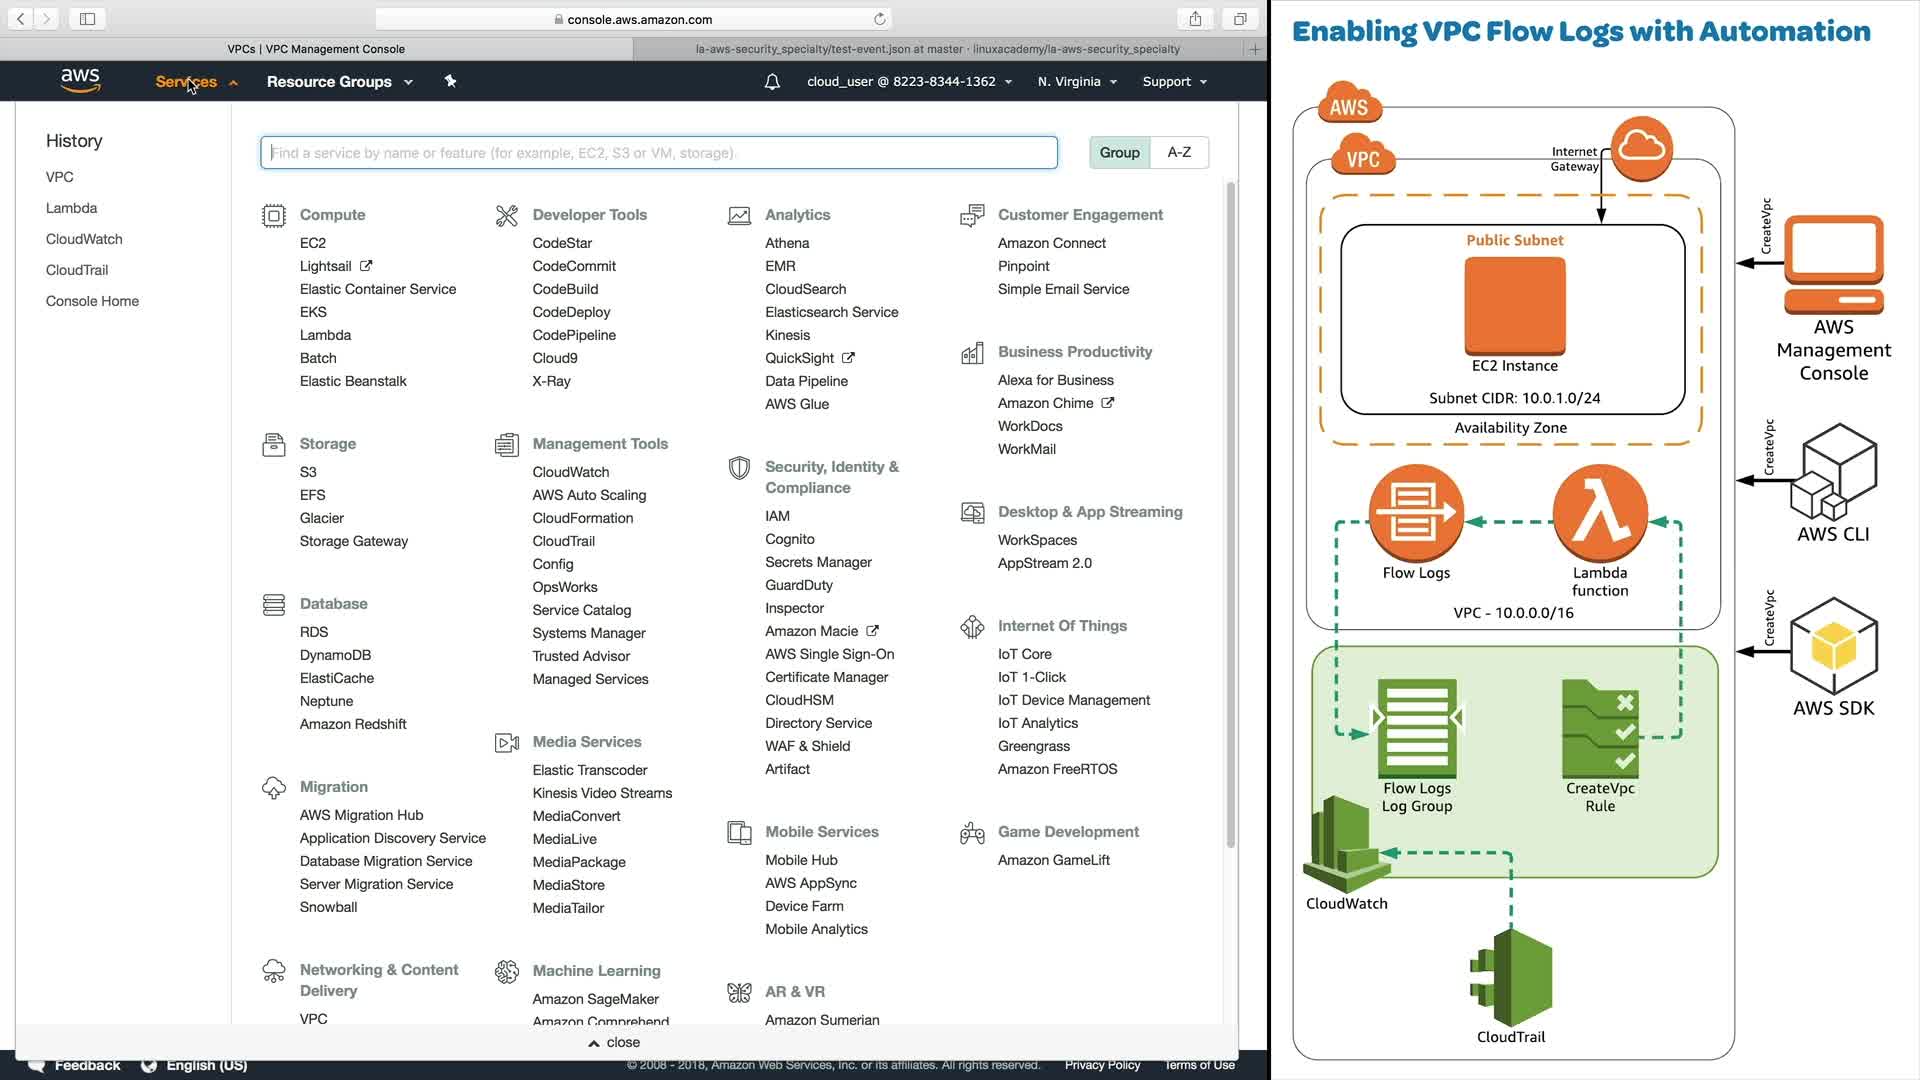 console.aws.amazon.com
VPCs | VPC Management Console
la-aws-security_specialty/test-event.json at master · linuxacademy/la-aws-security_specialty
aws
Services
Resource Groups
cloud_user @ 8223-8344-1362
N. Virginia
Support
History
VPC
Lambda
CloudWatch
CloudTrail
Console Home
Find a service by name or feature (for example, EC2, S3 or VM, storage).
Group
A-Z
Compute
EC2
Lightsail
Elastic Container Service
EKS
Lambda
Batch
Elastic Beanstalk
Storage
S3
EFS
Glacier
Storage Gateway
Database
RDS
DynamoDB
ElastiCache
Neptune
Amazon Redshift
Migration
AWS Migration Hub
Application Discovery Service
Database Migration Service
Server Migration Service
Snowball
Networking & Content
Delivery
VPC
Developer Tools
CodeStar
CodeCommit
CodeBuild
CodeDeploy
CodePipeline
Cloud9
X-Ray
Management Tools
CloudWatch
AWS Auto Scaling
CloudFormation
CloudTrail
Config
OpsWorks
Service Catalog
Systems Manager
Trusted Advisor
Managed Services
Media Services
Elastic Transcoder
Kinesis Video Streams
MediaConvert
MediaLive
MediaPackage
MediaStore
MediaTailor
Machine Learning
Amazon SageMaker
Amazon Comprehend
Analytics
Athena
EMR
CloudSearch
Elasticsearch Service
Kinesis
QuickSight
Data Pipeline
AWS Glue
Security, Identity &
Compliance
IAM
Cognito
Secrets Manager
GuardDuty
Inspector
Amazon Macie
AWS Single Sign-On
Certificate Manager
CloudHSM
Directory Service
WAF & Shield
Artifact
Mobile Services
Mobile Hub
AWS AppSync
Device Farm
Mobile Analytics
AR & VR
Amazon Sumerian
Customer Engagement
Amazon Connect
Pinpoint
Simple Email Service
Business Productivity
Alexa for Business
Amazon Chime
WorkDocs
WorkMail
Desktop & App Streaming
WorkSpaces
AppStream 2.0
Internet Of Things
IoT Core
IoT 1-Click
IoT Device Management
IoT Analytics
Greengrass
Amazon FreeRTOS
Game Development
Amazon GameLift
close
Feedback
English (US)
© 2008 - 2018, Amazon Web Services, Inc. or its affiliates. All rights reserved.
Privacy Policy
Terms of Use
Enabling VPC Flow Logs with Automation
AWS
VPC
Internet
Gateway
Public Subnet
EC2 Instance
Subnet CIDR: 10.0.1.0/24
Availability Zone
Flow Logs
Lambda
function
VPC - 10.0.0.0/16
Flow Logs
Log Group
CreateVpc
Rule
CloudWatch
CloudTrail
CreateVpc
AWS
Management
Console
CreateVpc
AWS CLI
CreateVpc
AWS SDK